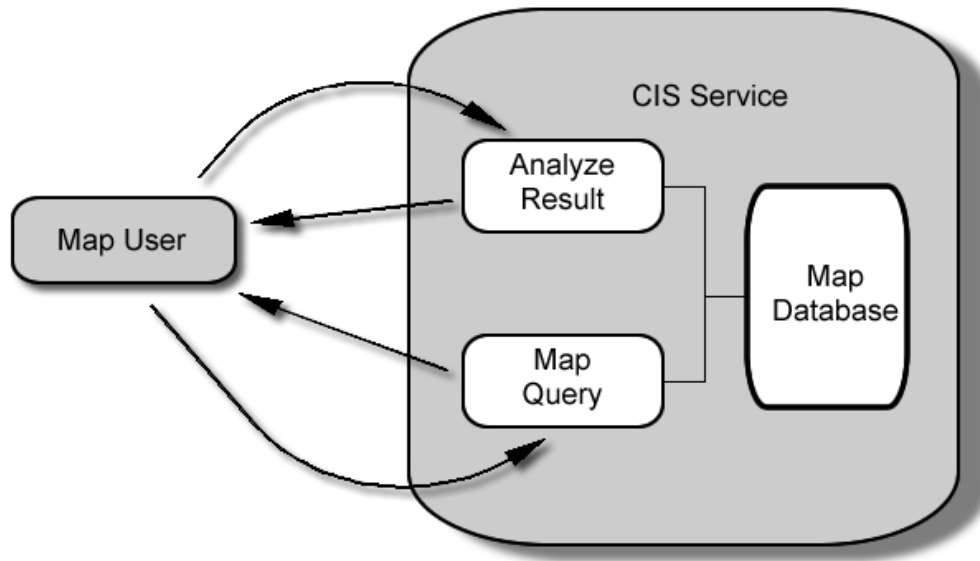 CIS Service
Analyze
Result
Map User
Map
Database
Map
Query